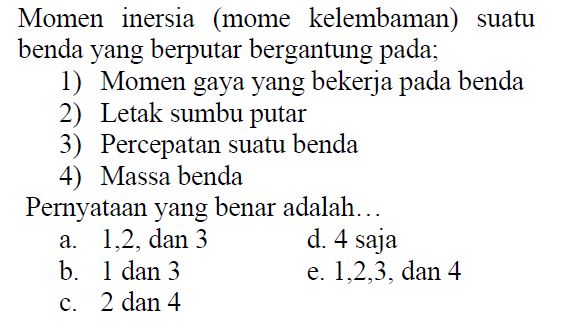 Momen inersia (mome kelembaman) suatu
benda yang berputar bergantung pada;
1) Momen gaya yang bekerja pada benda
2) Letak sumbu putar
3) Percepatan suatu benda
4) Massa benda
Pernyataan yang benar adalah…
a. 1,2, dan 3 d. 4 saja
b. 1 dan 3 e. 1,2,3, dan 4
c. 2 dan 4